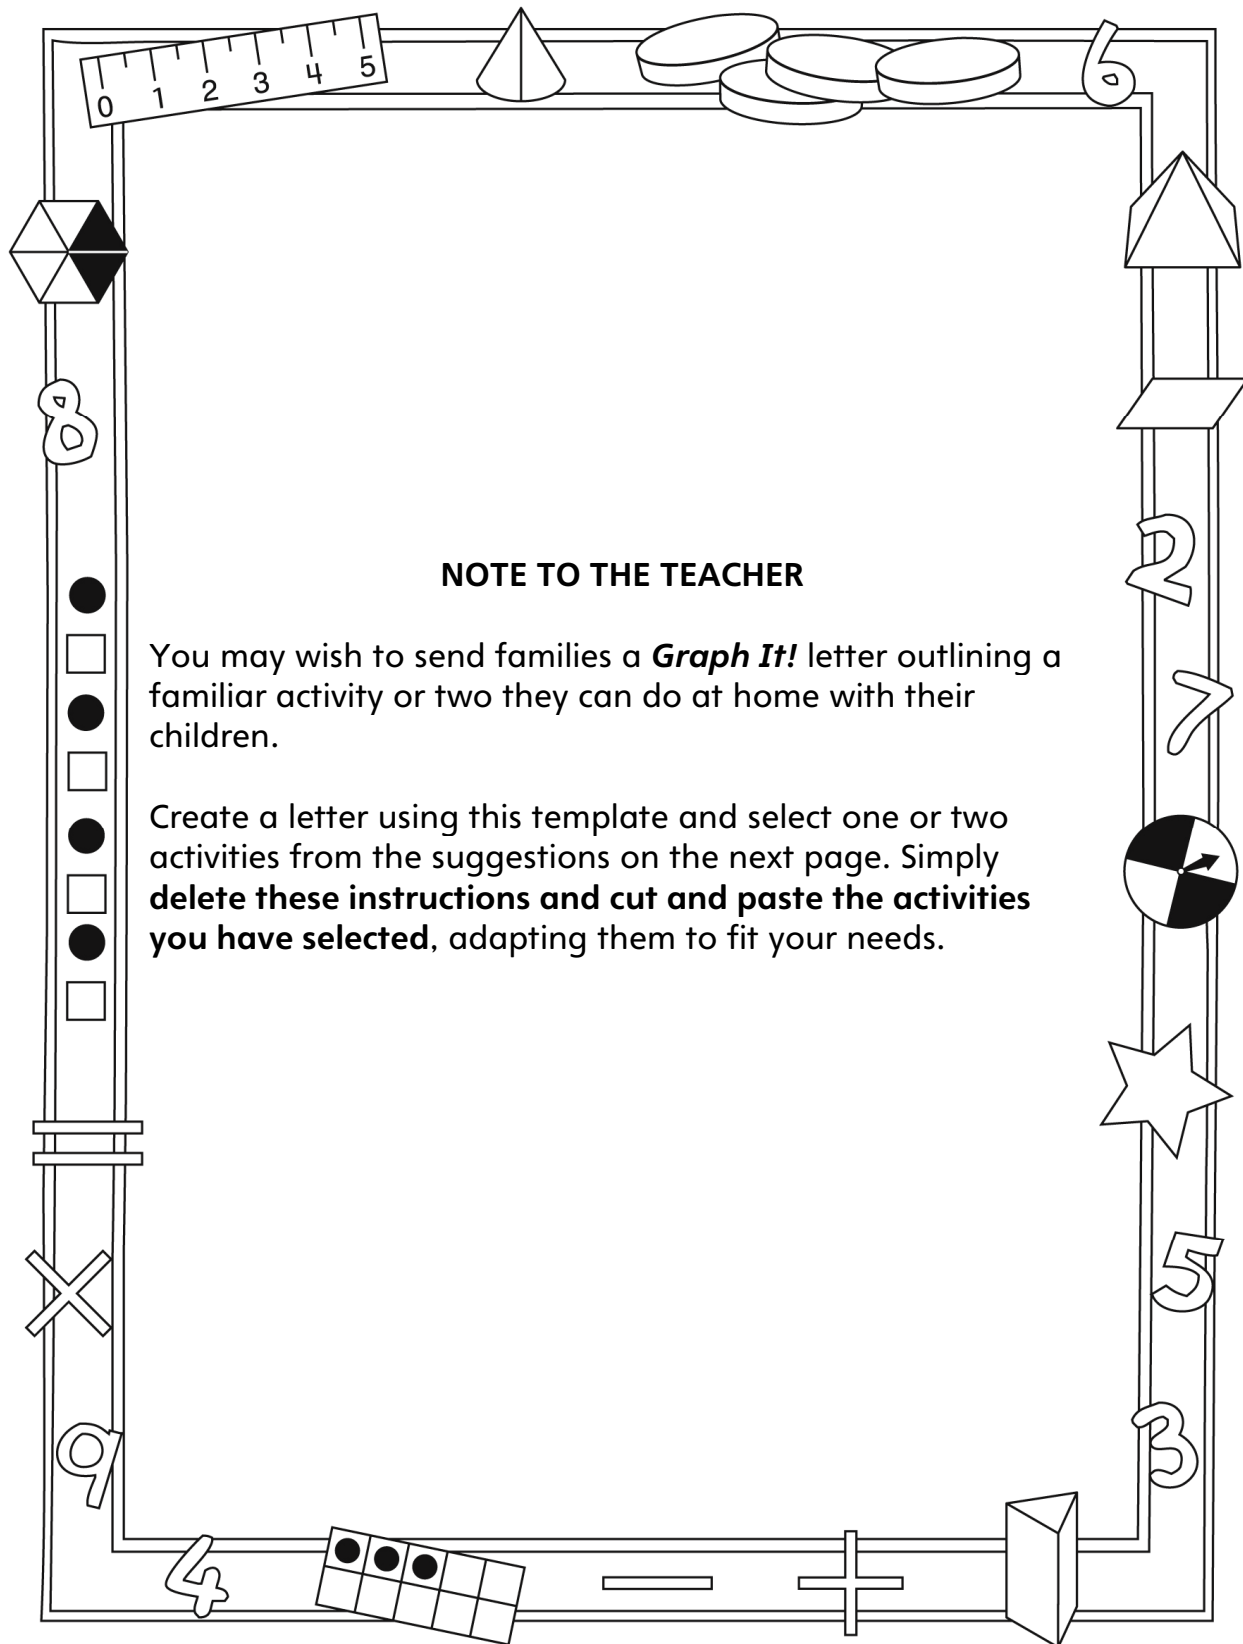 0 1 2 3 4 5
6
8
2
7
5
3
9
4
NOTE TO THE TEACHER
You may wish to send families a Graph It! letter outlining a
familiar activity or two they can do at home with their
children.
Create a letter using this template and select one or two
activities from the suggestions on the next page. Simply
delete these instructions and cut and paste the activities
you have selected, adapting them to fit your needs.